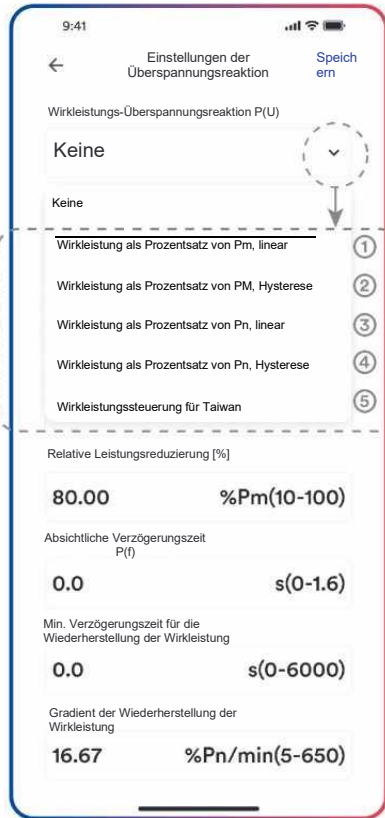 9:41
Einstellungen der
Überspannungsreaktion
Speich
ern
Wirkleistungs-Überspannungsreaktion P(U)
Keine
Keine
Wirkleistung als Prozentsatz von Pm, linear
①
Wirkleistung als Prozentsatz von PM, Hysterese
②
Wirkleistung als Prozentsatz von Pn, linear
③
Wirkleistung als Prozentsatz von Pn, Hysterese
④
Wirkleistungssteuerung für Taiwan
⑤
Relative Leistungsreduzierung [%]
80.00 %Pm(10-100)
Absichtliche Verzögerungszeit
P(f)
0.0 s(0-1.6)
Min. Verzögerungszeit für die
Wiederherstellung der Wirkleistung
0.0 s(0-6000)
Gradient der Wiederherstellung der
Wirkleistung
16.67 %Pn/min(5-650)